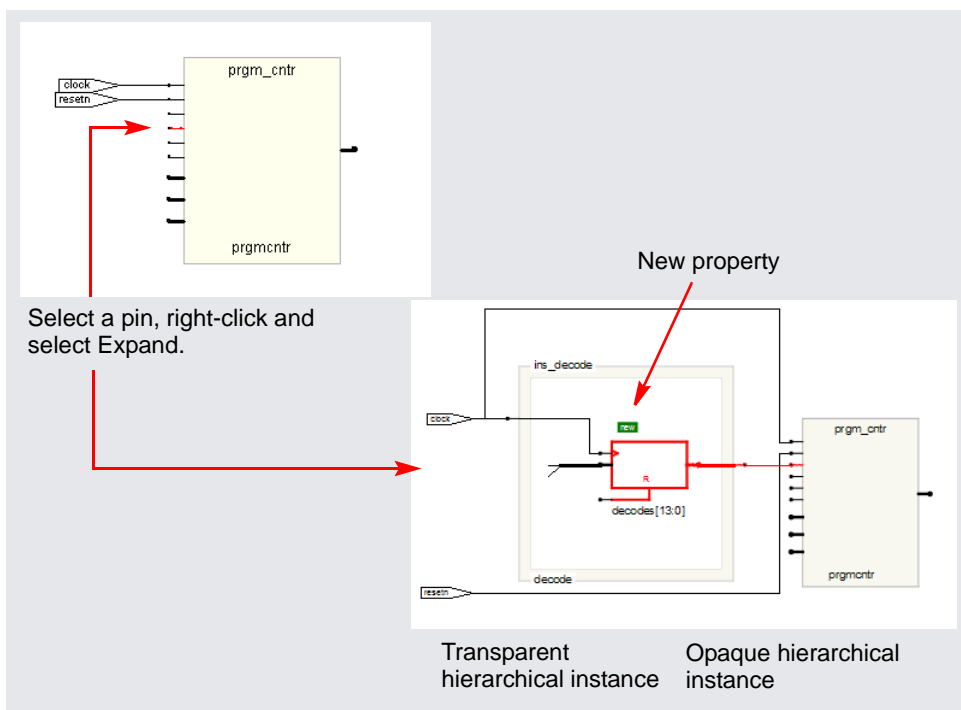 prgm_cntr
clock
resetn
prgmcntr
Select a pin, right-click and
select Expand.
New property
ins_decode
new
clock
prgm_cntr
R
decodes[13:0]
decode
prgmcntr
resetn
Transparent
hierarchical instance
Opaque hierarchical
instance